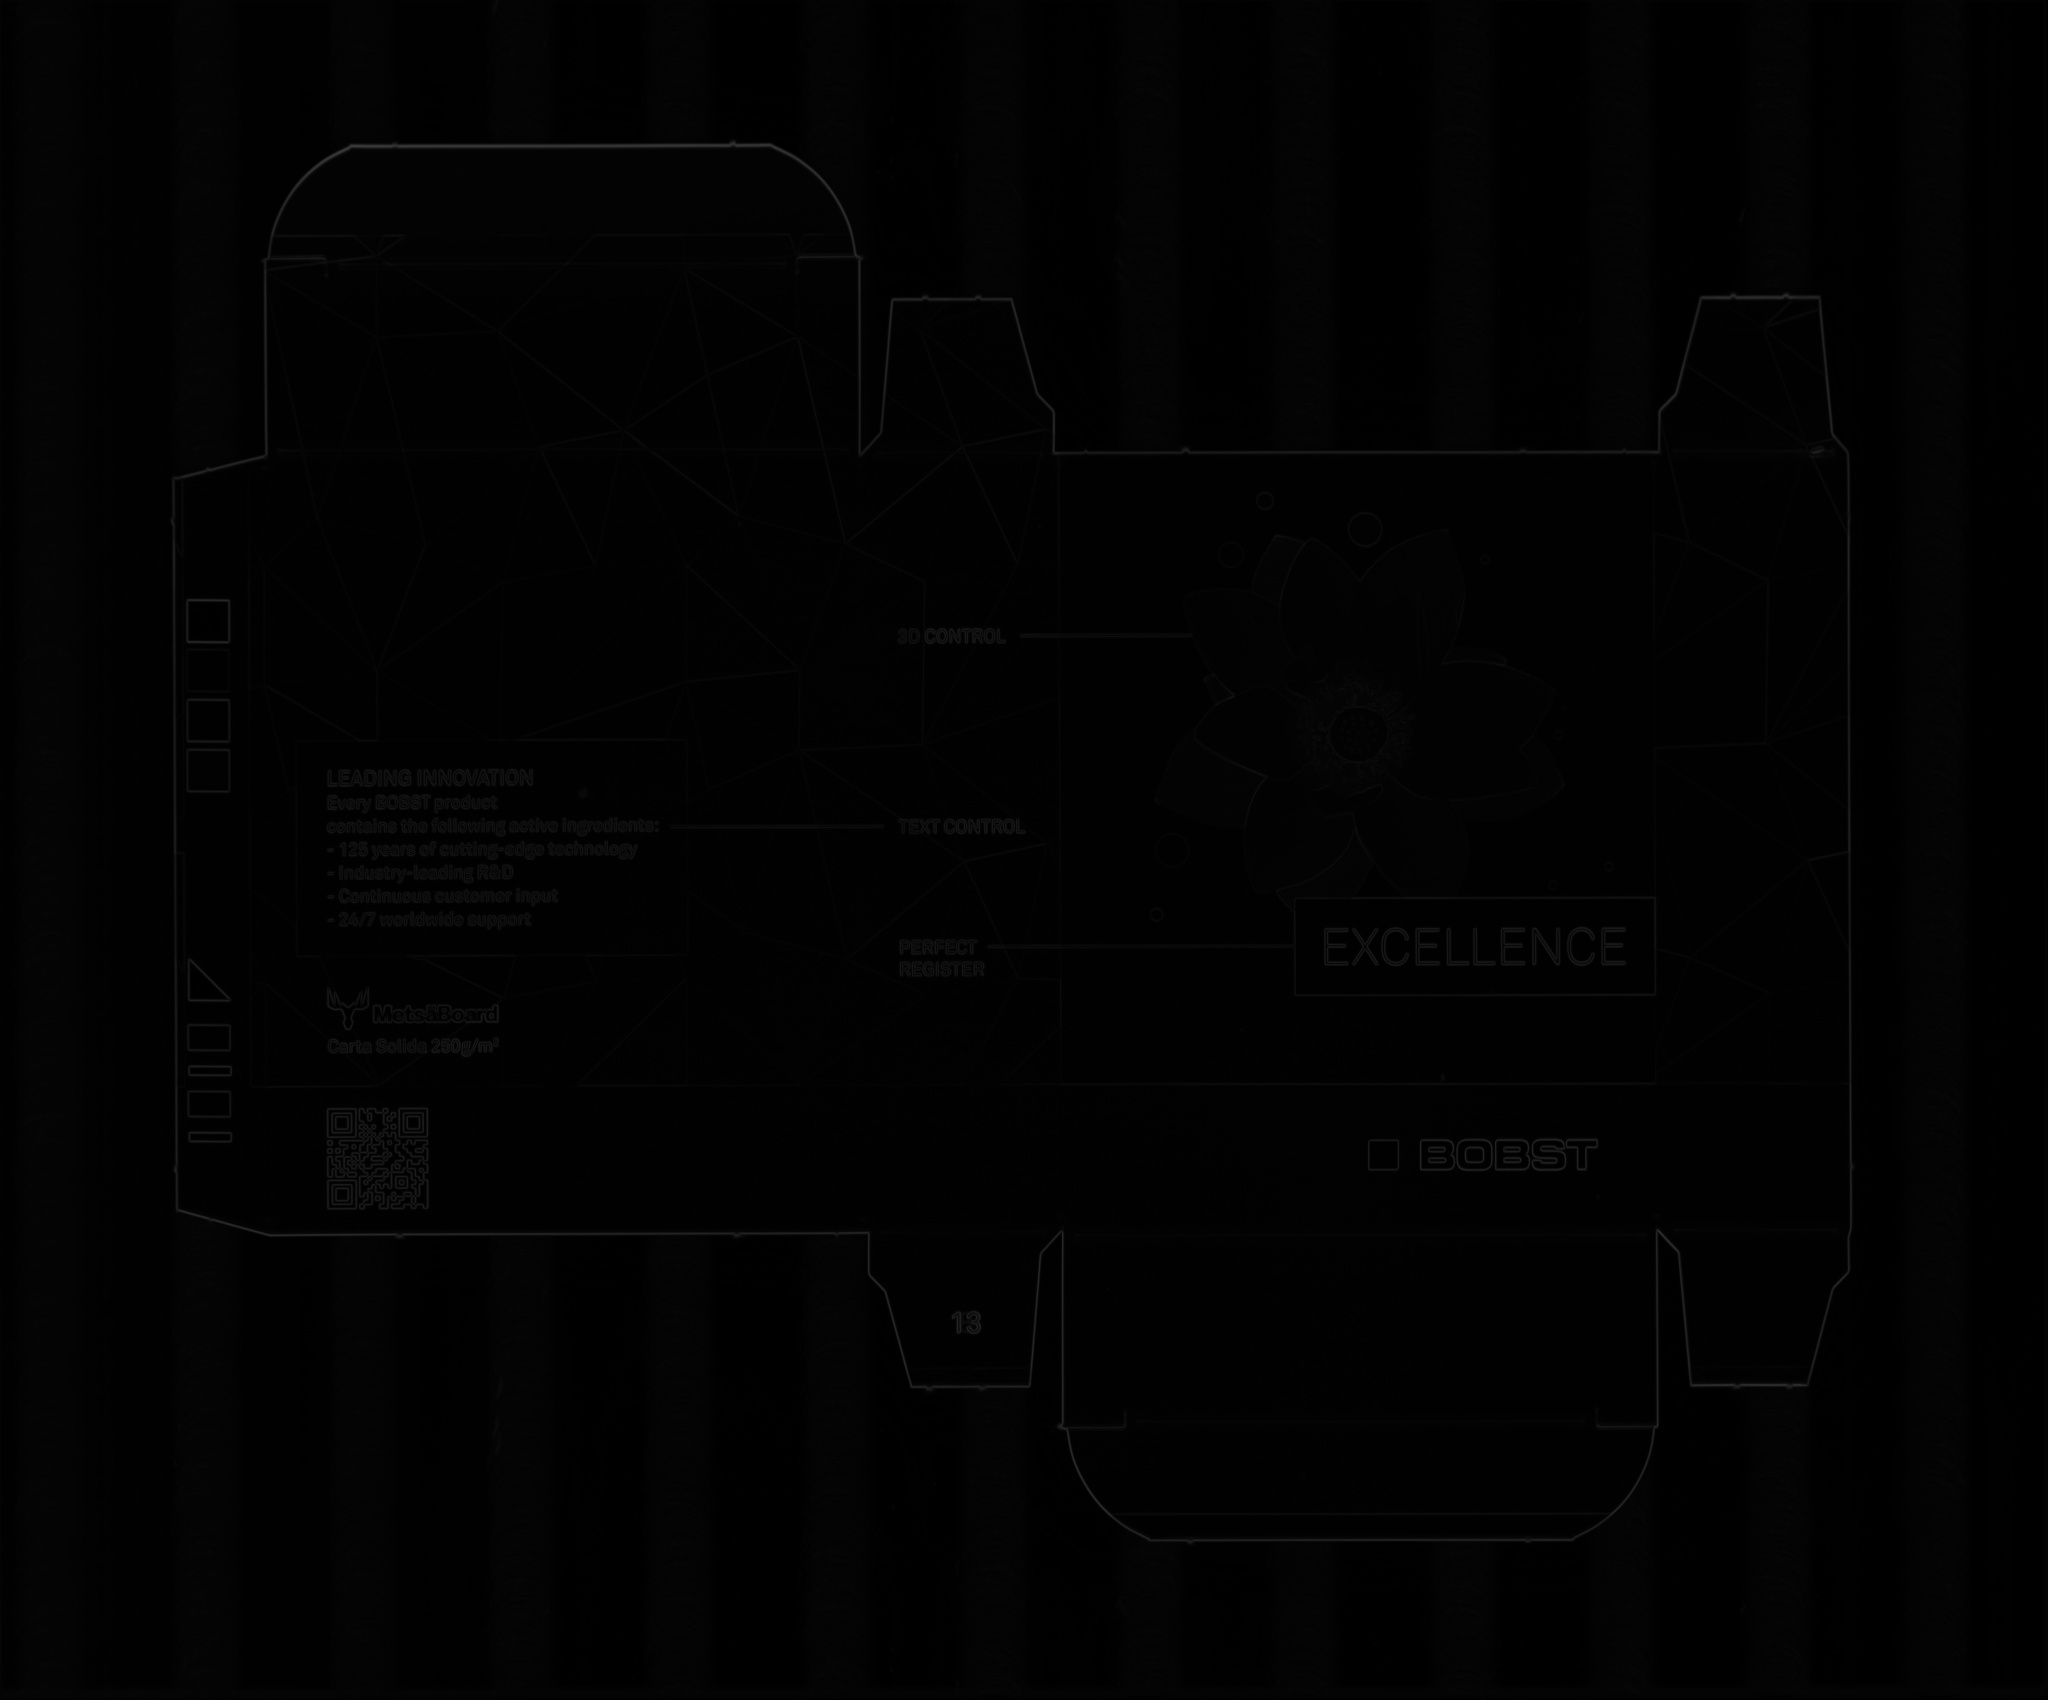 3D CONTROL
LEADING INNOVATION
Every BOBST product
contains the following active ingredients:
- 125 years of cutting-edge technology
- Industry-leading R&D
- Continuous customer input
- 24/7 worldwide support
TEXT CONTROL
PERFECT
REGISTER
EXCELLENCE
MetsäBoard
Carta Solida 250g/m²
BOBST
13